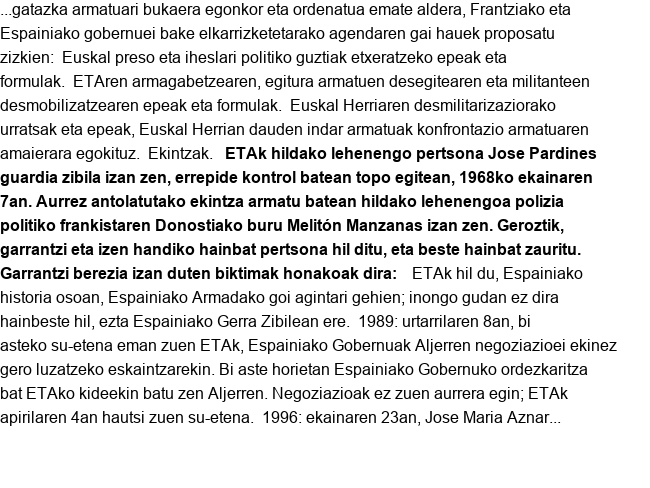 ...gatazka armatuari bukaera egonkor eta ordenatua emate aldera, Frantziako eta
Espainiako gobernuei bake elkarrizketetarako agendaren gai hauek proposatu
zizkien:  Euskal preso eta iheslari politiko guztiak etxeratzeko epeak eta
formulak.  ETAren armagabetzearen, egitura armatuen desegitearen eta militanteen
desmobilizatzearen epeak eta formulak.  Euskal Herriaren desmilitarizaziorako
urratsak eta epeak, Euskal Herrian dauden indar armatuak konfrontazio armatuaren
amaierara egokituz.  Ekintzak.   ETAk hildako lehenengo pertsona Jose Pardines
guardia zibila izan zen, errepide kontrol batean topo egitean, 1968ko ekainaren
7an. Aurrez antolatutako ekintza armatu batean hildako lehenengoa polizia
politiko frankistaren Donostiako buru Melitón Manzanas izan zen. Geroztik,
garrantzi eta izen handiko hainbat pertsona hil ditu, eta beste hainbat zauritu.
Garrantzi berezia izan duten biktimak honakoak dira:   ETAk hil du, Espainiako
historia osoan, Espainiako Armadako goi agintari gehien; inongo gudan ez dira
hainbeste hil, ezta Espainiako Gerra Zibilean ere.  1989: urtarrilaren 8an, bi
asteko su-etena eman zuen ETAk, Espainiako Gobernuak Aljerren negoziazioei ekinez
gero luzatzeko eskaintzarekin. Bi aste horietan Espainiako Gobernuko ordezkaritza
bat ETAko kideekin batu zen Aljerren. Negoziazioak ez zuen aurrera egin; ETAk
apirilaren 4an hautsi zuen su-etena.  1996: ekainaren 23an, Jose Maria Aznar...